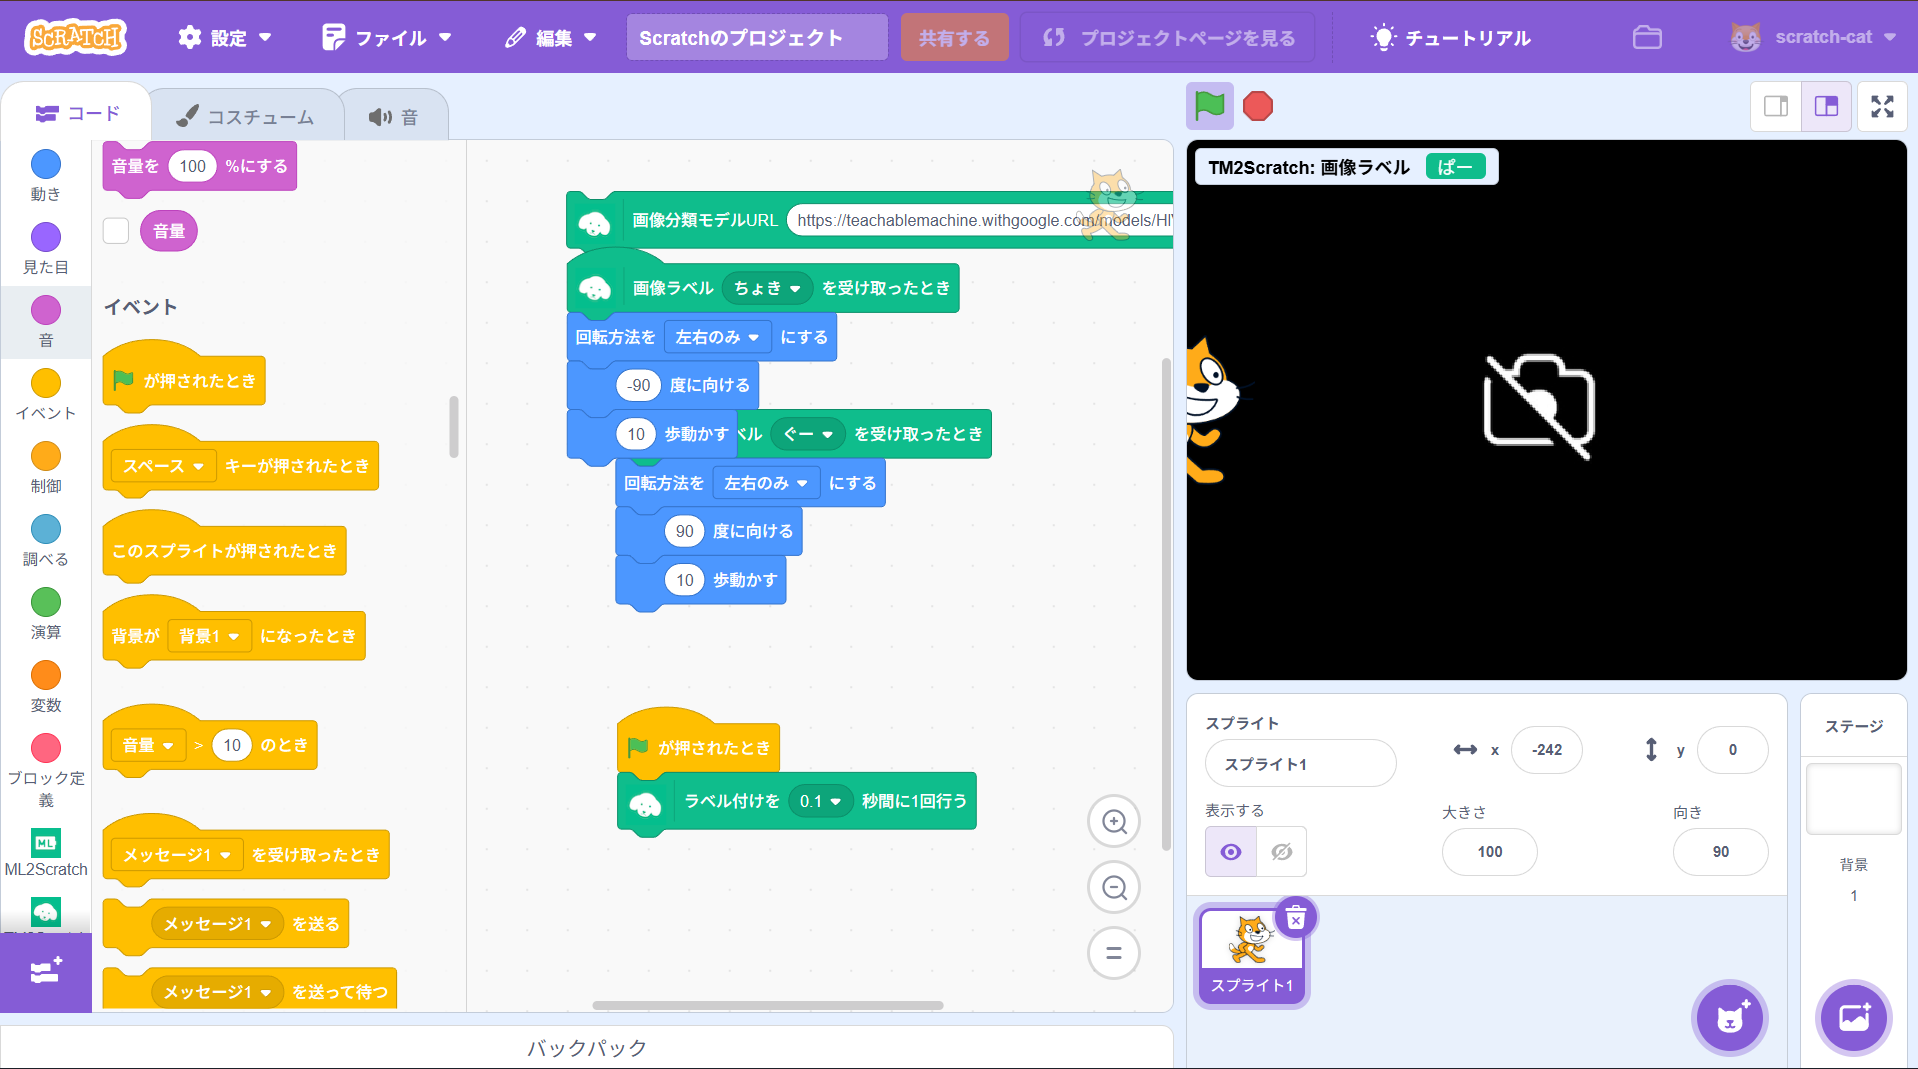 SCRATCH
設定
ファイル
編集
Scratchのプロジェクト
共有する
プロジェクトページを見る
チュートリアル
scratch-cat
コード
コスチューム
音
動き
見た目
音
イベント
制御
調べる
演算
変数
ブロック定義
ML
ML2Scratch
音量を 100 %にする
音量
イベント
が押されたとき
スペース キーが押されたとき
このスプライトが押されたとき
背景が 背景1 になったとき
音量 > 10 のとき
メッセージ1 を受け取ったとき
メッセージ1 を送る
メッセージ1 を送って待つ
画像分類モデルURL https://teachablemachine.withgoogle.com/models/HI
画像ラベル ちょき を受け取ったとき
回転方法を 左右のみ にする
-90 度に向ける
10 歩動かす
ベル ぐー を受け取ったとき
回転方法を 左右のみ にする
90 度に向ける
10 歩動かす
が押されたとき
ラベル付けを 0.1 秒間に1回行う
バックパック
TM2Scratch: 画像ラベル ぱー
スプライト
スプライト1
x -242
y 0
表示する
大きさ
100
向き
90
スプライト1
ステージ
背景
1